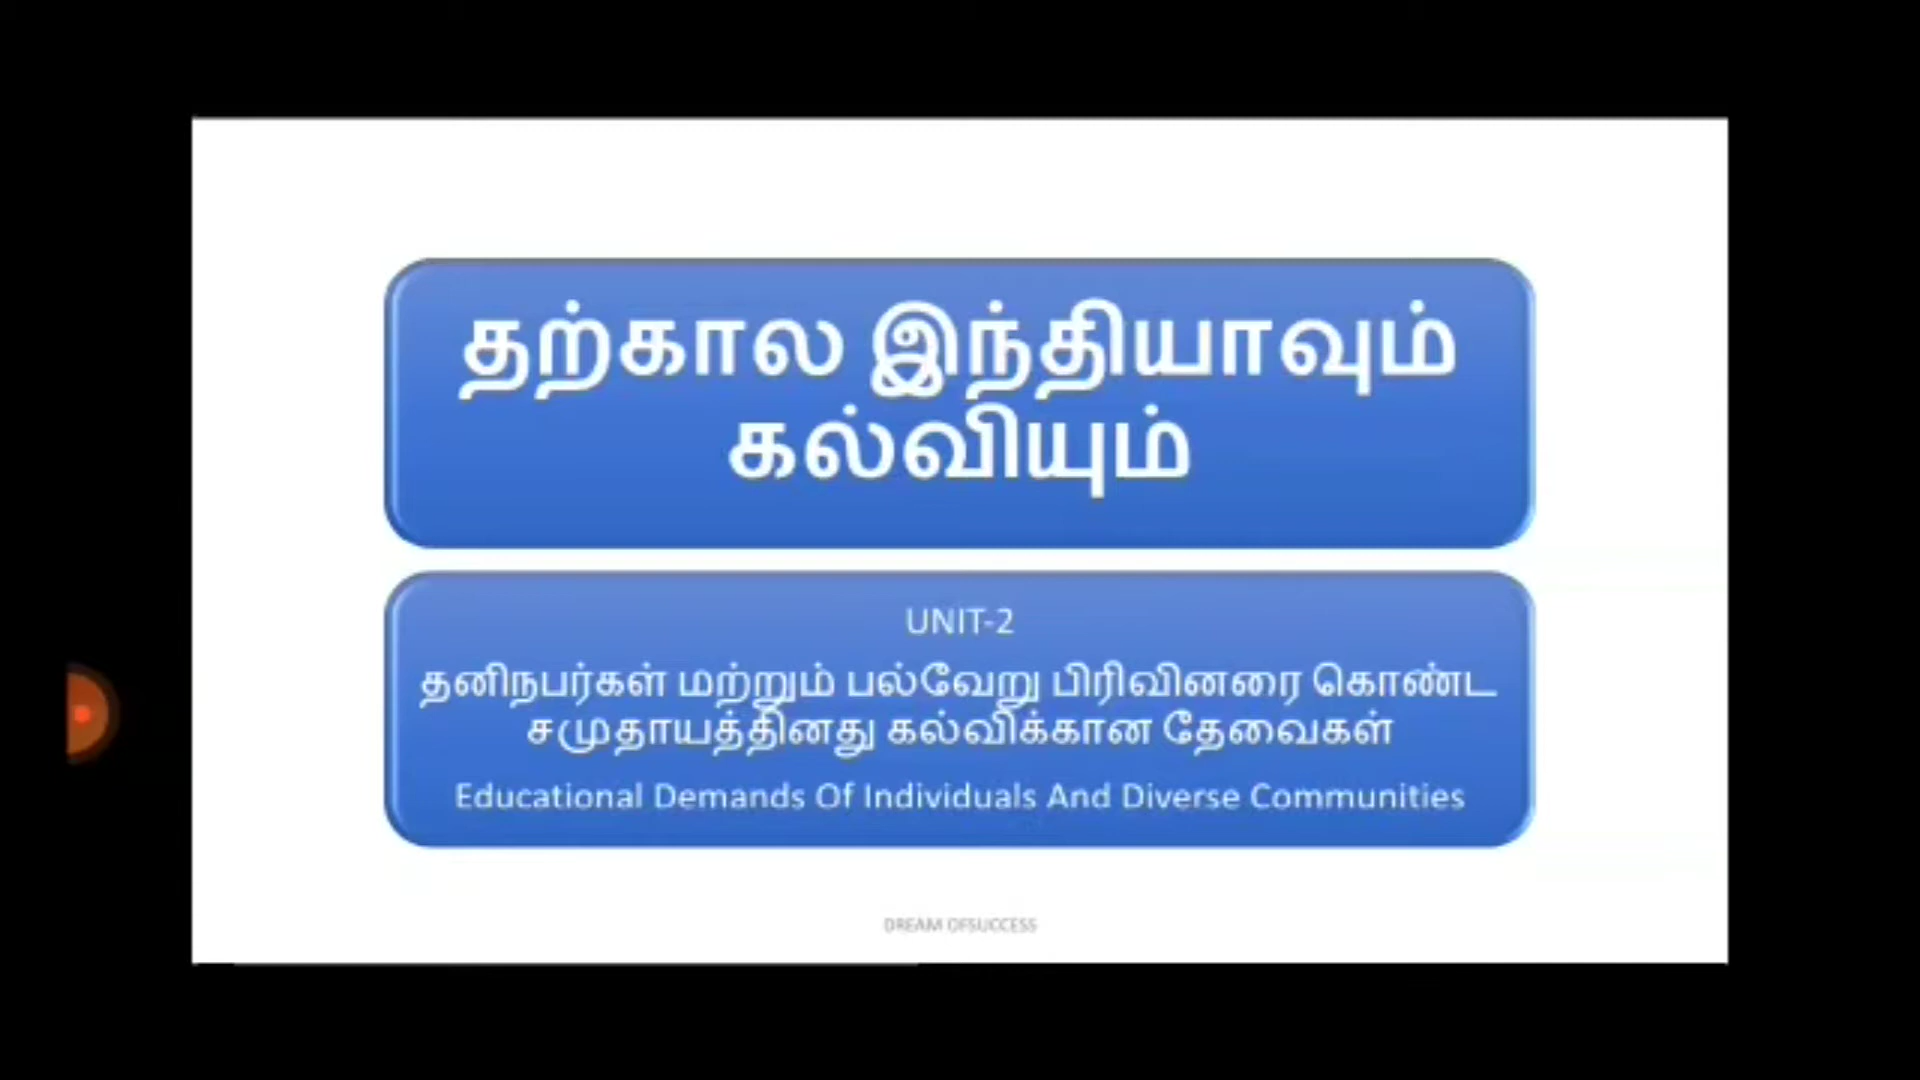 தற்கால இந்தியாவும்
கல்வியும்
UNIT-2
தனிநபர்கள் மற்றும் பல்வேறு பிரிவினரை கொண்ட
சமுதாயத்தினது கல்விக்கான தேவைகள்
Educational Demands Of Individuals And Diverse Communities
DREAM OFSUCCESS